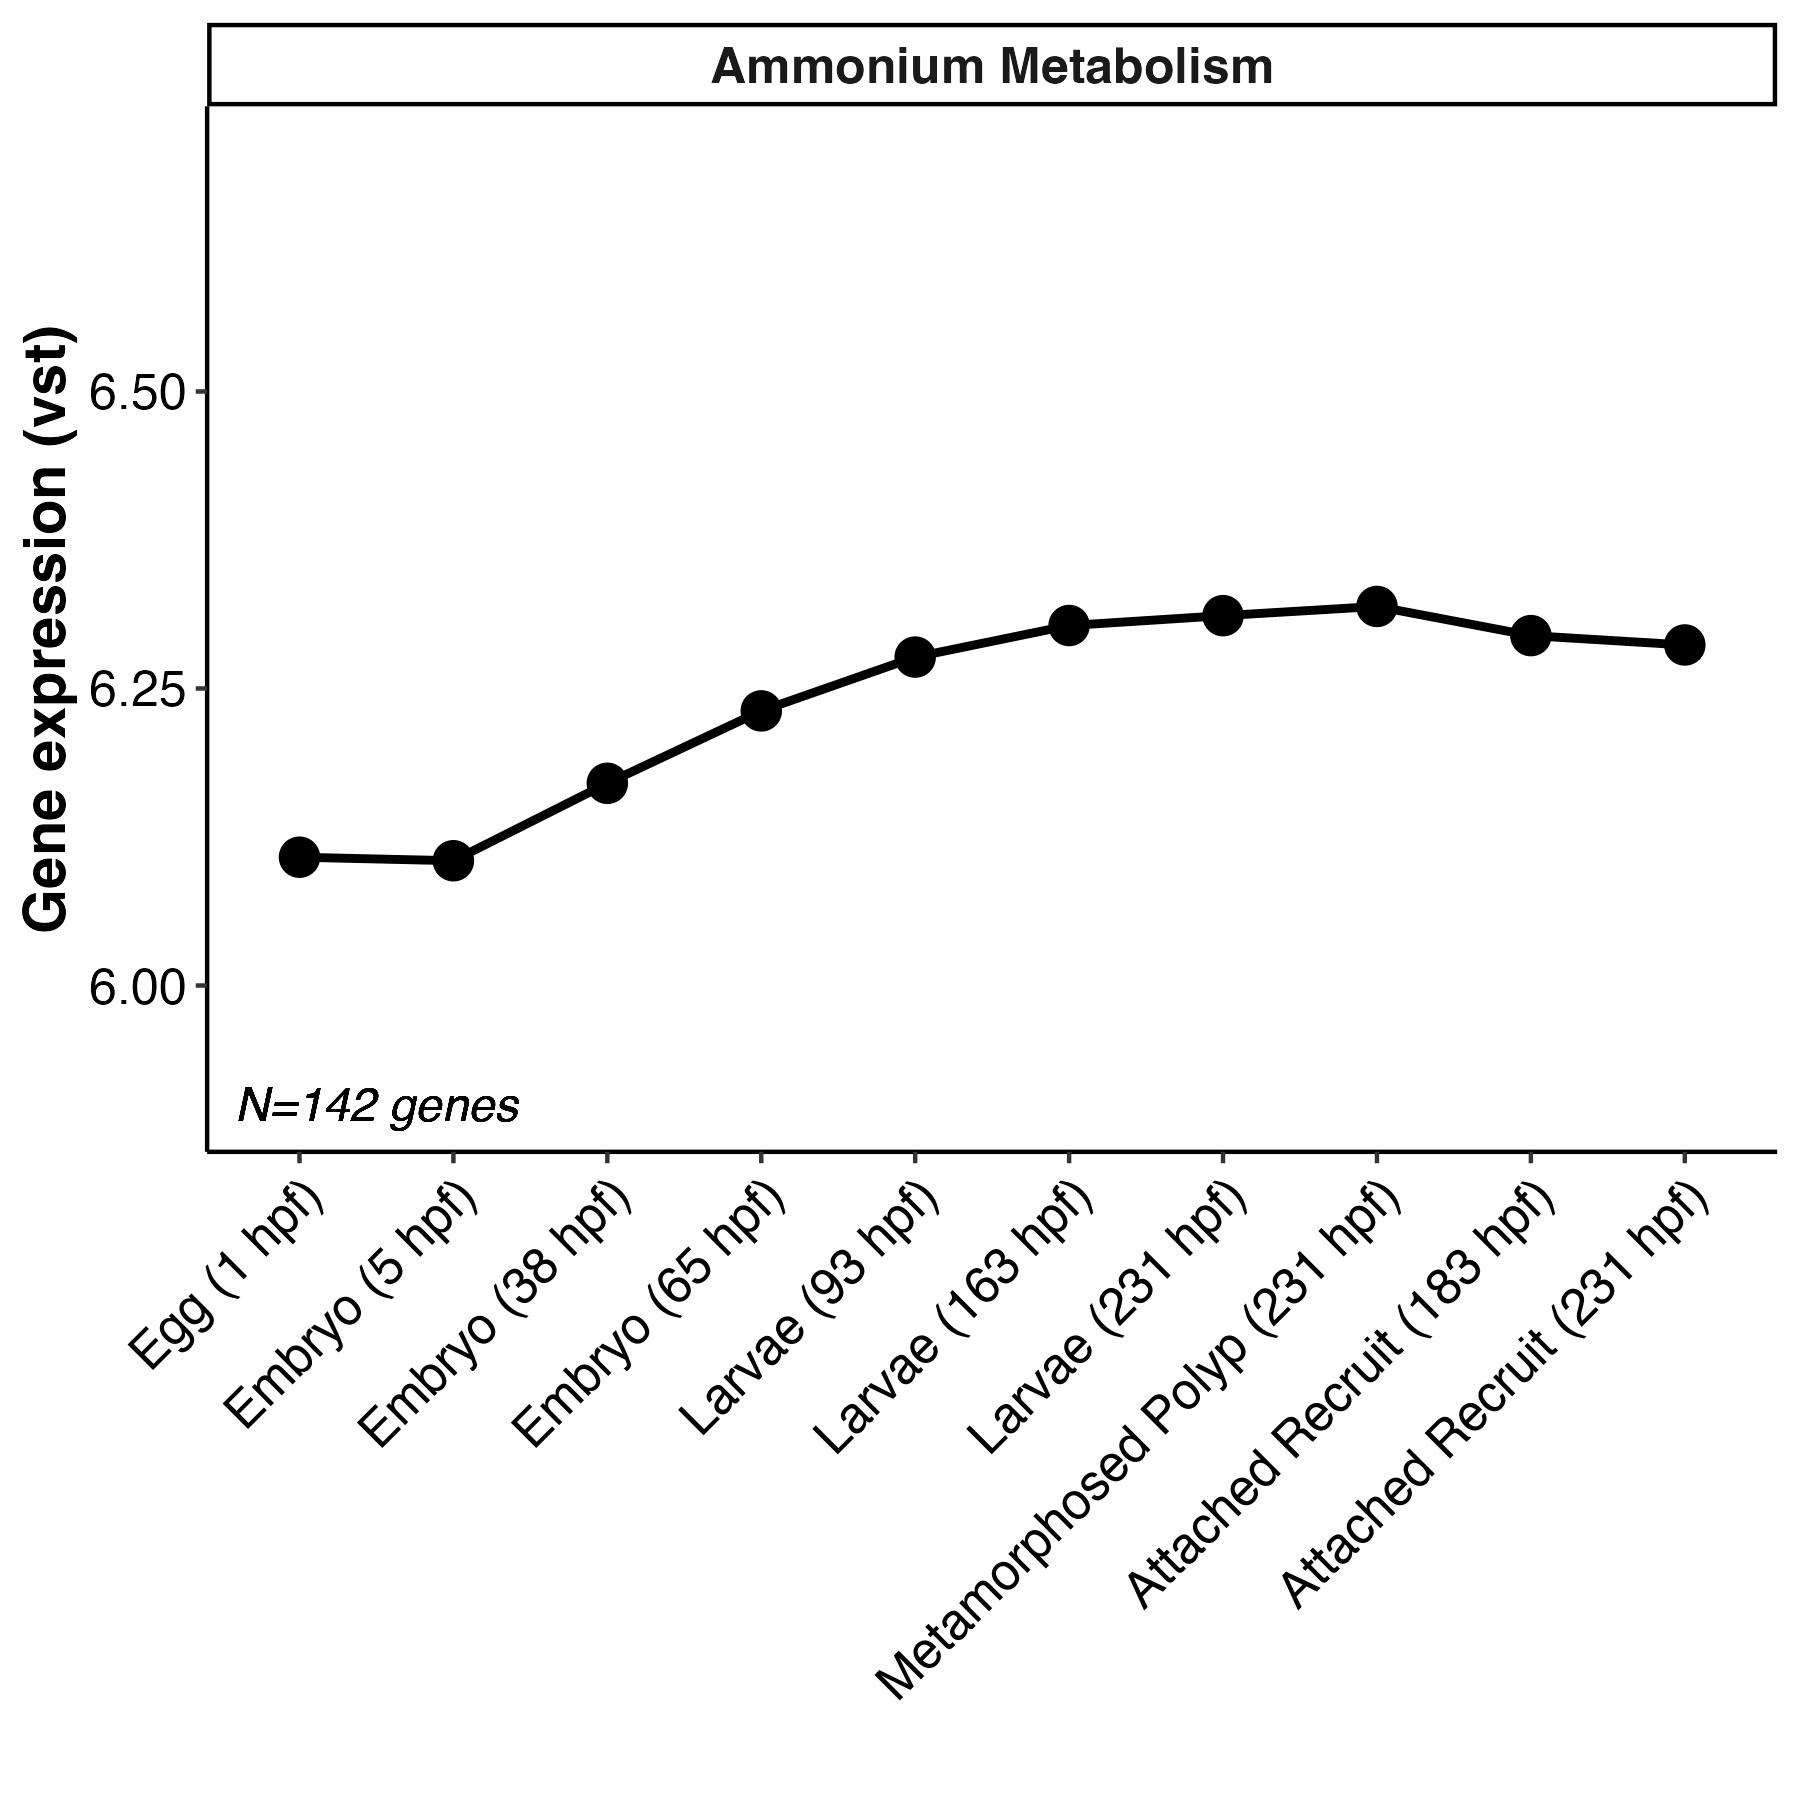 Ammonium Metabolism
Gene expression (vst)
6.50
6.25
6.00
N=142 genes
Egg (1 hpf)
Embryo (5 hpf)
Embryo (38 hpf)
Embryo (65 hpf)
Larvae (93 hpf)
Larvae (163 hpf)
Larvae (231 hpf)
Metamorphosed Polyp (231 hpf)
Attached Recruit (183 hpf)
Attached Recruit (231 hpf)